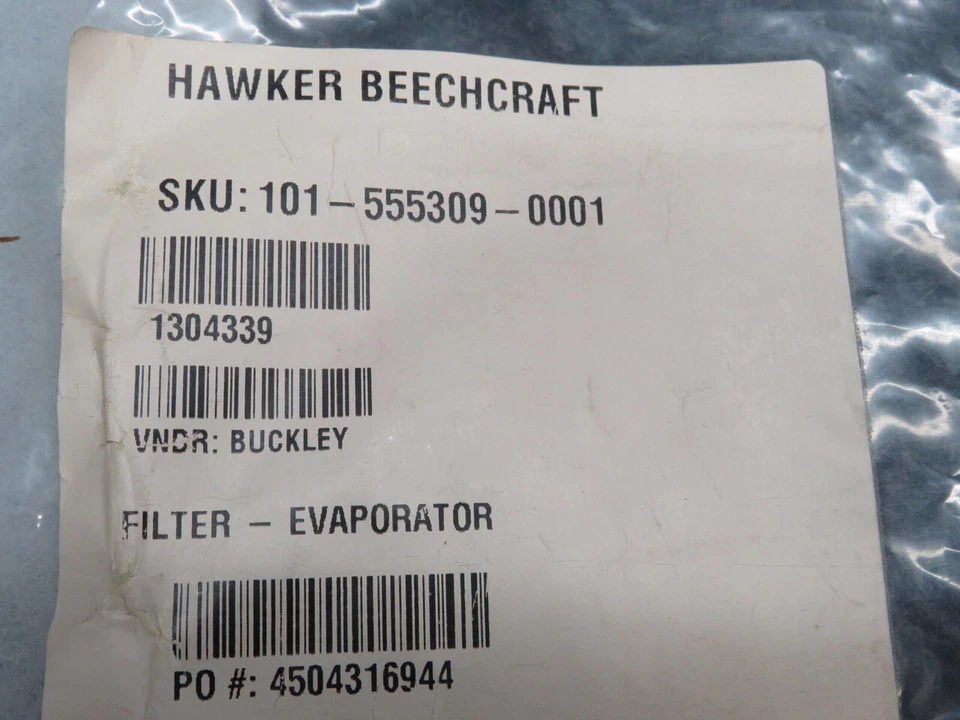 HAWKER BEECHCRAFT
SKU: 101-555309-0001
1304339
VNDR: BUCKLEY
FILTER - EVAPORATOR
PO #: 4504316944